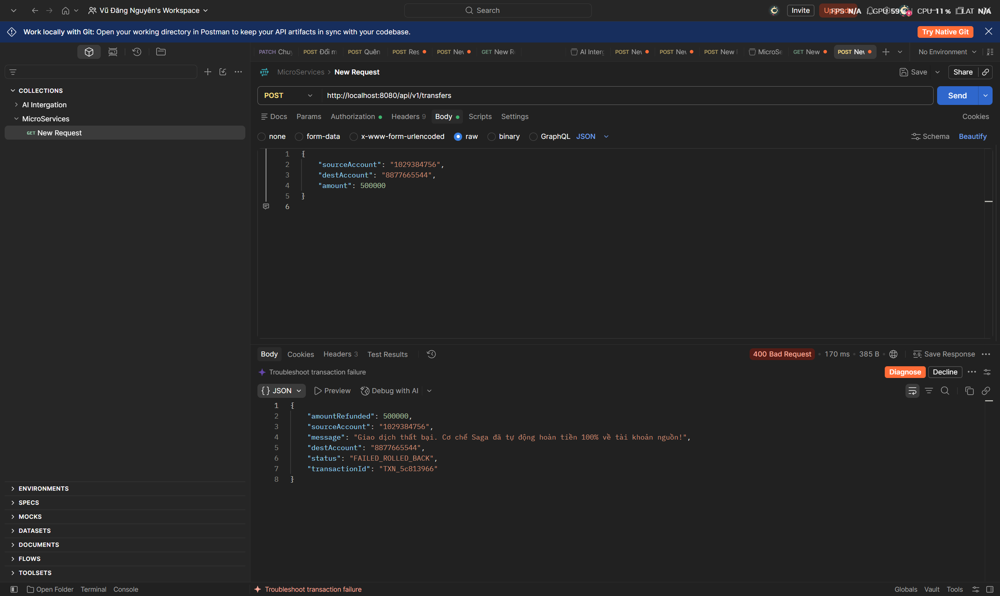 Vũ Đăng Nguyên's Workspace
Search
Invite
GPU 59%
CPU 11 %
LAT N/A
Work locally with Git: Open your working directory in Postman to keep your API artifacts in sync with your codebase.
Try Native Git
PATCH Chuy
POST Đổi m
POST Quên
POST Res
POST Nev
GET New Re
AI Interg
POST Nev
POST Nev
POST New
MicroSe
GET New
POST Nev
No Environment
MicroServices > New Request
Save
Share
COLLECTIONS
AI Intergation
MicroServices
GET New Request
POST http://localhost:8080/api/v1/transfers
Send
Docs Params Authorization Headers 9 Body Scripts Settings
Cookies
none form-data x-www-form-urlencoded raw binary GraphQL JSON
Schema Beautify
1 {
2 "sourceAccount": "1029384756",
3 "destAccount": "8877665544",
4 "amount": 500000
5 }
6
Body Cookies Headers 3 Test Results
400 Bad Request • 170 ms • 385 B
e.g. Save Response
Troubleshoot transaction failure
Diagnose Decline
{} JSON Preview Debug with AI
1 {
2 "amountRefunded": 500000,
3 "sourceAccount": "1029384756",
4 "message": "Giao dịch thất bại. Cơ chế Saga đã tự động hoàn tiền 100% về tài khoản nguồn!",
5 "destAccount": "8877665544",
6 "status": "FAILED_ROLLED_BACK",
7 "transactionId": "TXN_5c813966"
8 }
ENVIRONMENTS
SPECS
MOCKS
DATASETS
DOCUMENTS
FLOWS
TOOLSETS
Open Folder Terminal Console
Troubleshoot transaction failure
Globals Vault Tools